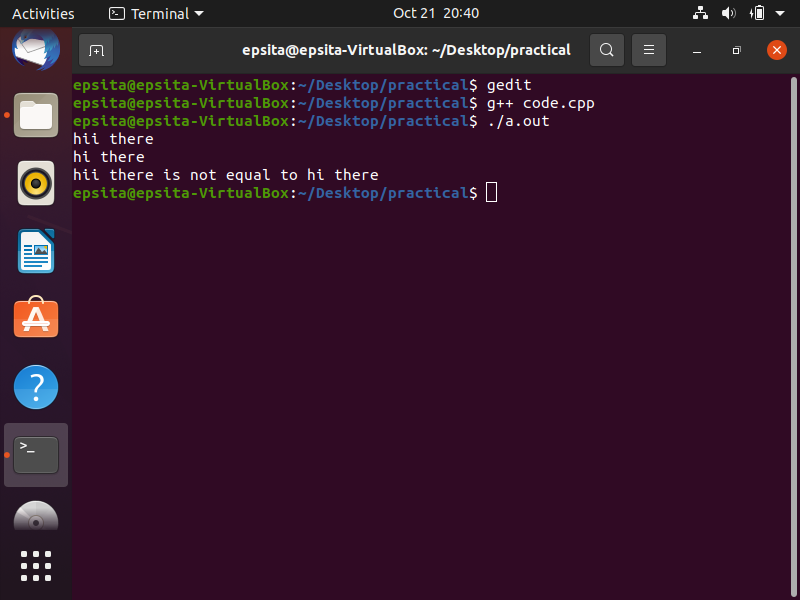 Activities
Terminal
Oct 21 20:40
epsita@epsita-VirtualBox: ~/Desktop/practical
epsita@epsita-VirtualBox:~/Desktop/practical$ gedit
epsita@epsita-VirtualBox:~/Desktop/practical$ g++ code.cpp
epsita@epsita-VirtualBox:~/Desktop/practical$ ./a.out
hii there
hi there
hii there is not equal to hi there
epsita@epsita-VirtualBox:~/Desktop/practical$